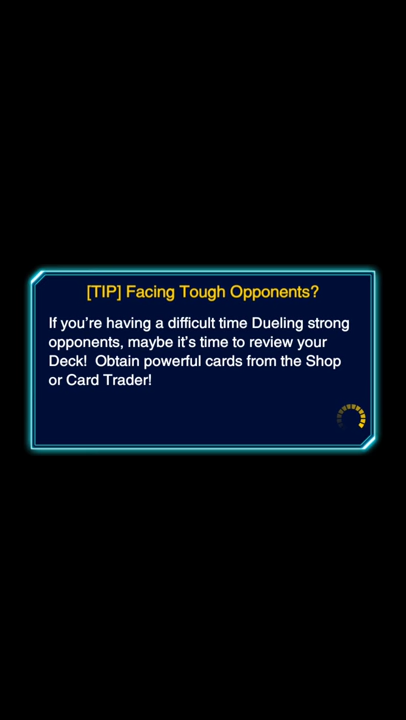 [TIP] Facing Tough Opponents?
If you’re having a difficult time Dueling strong
opponents, maybe it’s time to review your
Deck!  Obtain powerful cards from the Shop
or Card Trader!